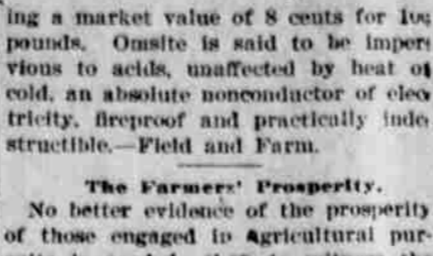 ing a market value of 8 cents for 100
pounds. Omsite is said to be imper
vious to acids, unaffected by heat or
cold, an absolute nonconductor of elec
tricity, fireproof and practically inde
structible.—Field and Farm.
The Farmers' Prosperity.
No better evidence of the prosperity
of those engaged in agricultural pur-